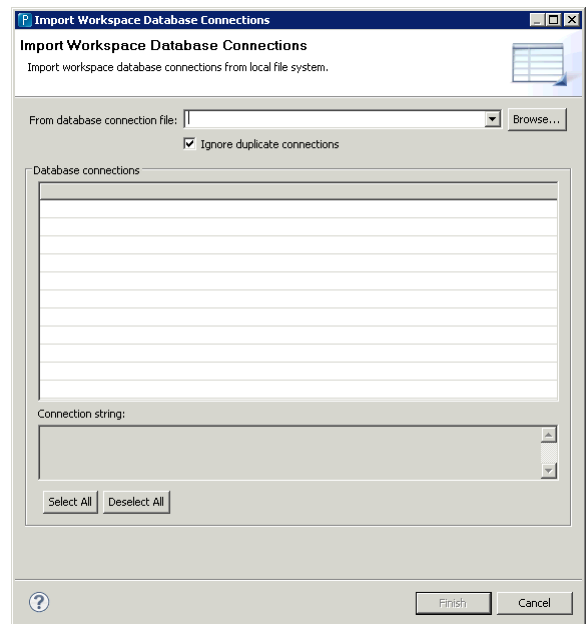 Import Workspace Database Connections
Import Workspace Database Connections
Import workspace database connections from local file system.
From database connection file:
Browse...
Ignore duplicate connections
Database connections
Connection string:
Select All
Deselect All
Finish
Cancel